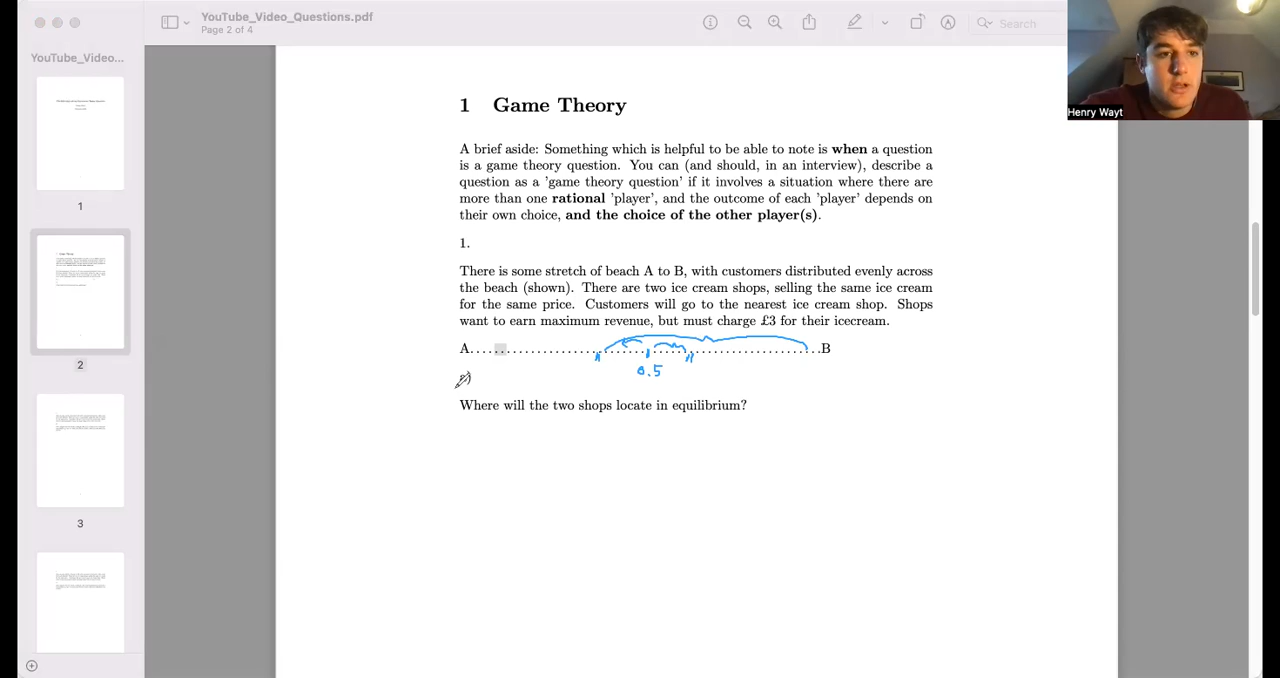 YouTube_Video_Questions.pdf
Page 2 of 4
Search
YouTube_Video...
1
2
3
Henry Wayt
1 Game Theory
A brief aside: Something which is helpful to be able to note is when a question
is a game theory question. You can (and should, in an interview), describe a
question as a 'game theory question' if it involves a situation where there are
more than one rational 'player', and the outcome of each 'player' depends on
their own choice, and the choice of the other player(s).
1.
There is some stretch of beach A to B, with customers distributed evenly across
the beach (shown). There are two ice cream shops, selling the same ice cream
for the same price. Customers will go to the nearest ice cream shop. Shops
want to earn maximum revenue, but must charge £3 for their icecream.
A...............................................................B
0.5
Where will the two shops locate in equilibrium?